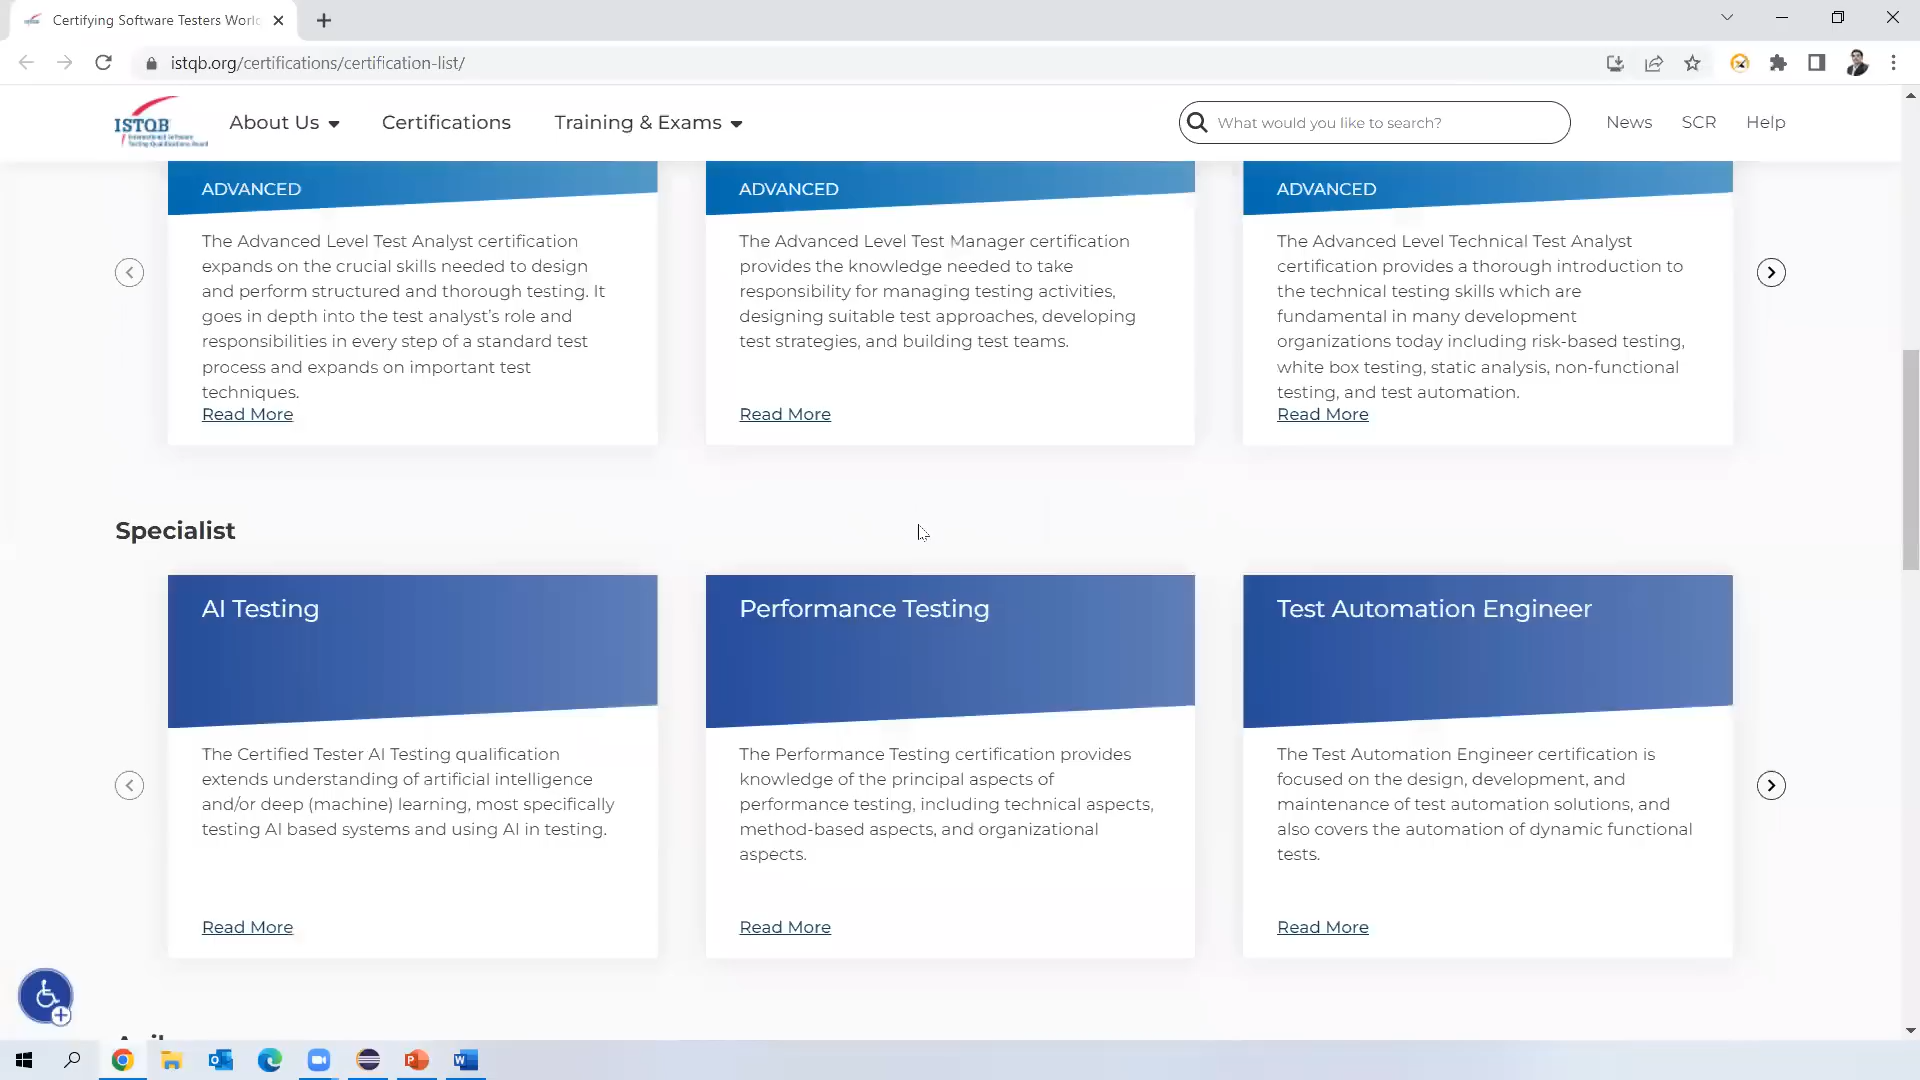 Certifying Software Testers Worl
istqb.org/certifications/certification-list/
ISTQB
International Software
Testing Qualifications Board
About Us
Certifications
Training & Exams
What would you like to search?
News
SCR
Help
ADVANCED
The Advanced Level Test Analyst certification
expands on the crucial skills needed to design
and perform structured and thorough testing. It
goes in depth into the test analyst's role and
responsibilities in every step of a standard test
process and expands on important test
techniques.
Read More
ADVANCED
The Advanced Level Test Manager certification
provides the knowledge needed to take
responsibility for managing testing activities,
designing suitable test approaches, developing
test strategies, and building test teams.
Read More
ADVANCED
The Advanced Level Technical Test Analyst
certification provides a thorough introduction to
the technical testing skills which are
fundamental in many development
organizations today including risk-based testing,
white box testing, static analysis, non-functional
testing, and test automation.
Read More
Specialist
AI Testing
The Certified Tester AI Testing qualification
extends understanding of artificial intelligence
and/or deep (machine) learning, most specifically
testing AI based systems and using AI in testing.
Read More
Performance Testing
The Performance Testing certification provides
knowledge of the principal aspects of
performance testing, including technical aspects,
method-based aspects, and organizational
aspects.
Read More
Test Automation Engineer
The Test Automation Engineer certification is
focused on the design, development, and
maintenance of test automation solutions, and
also covers the automation of dynamic functional
tests.
Read More